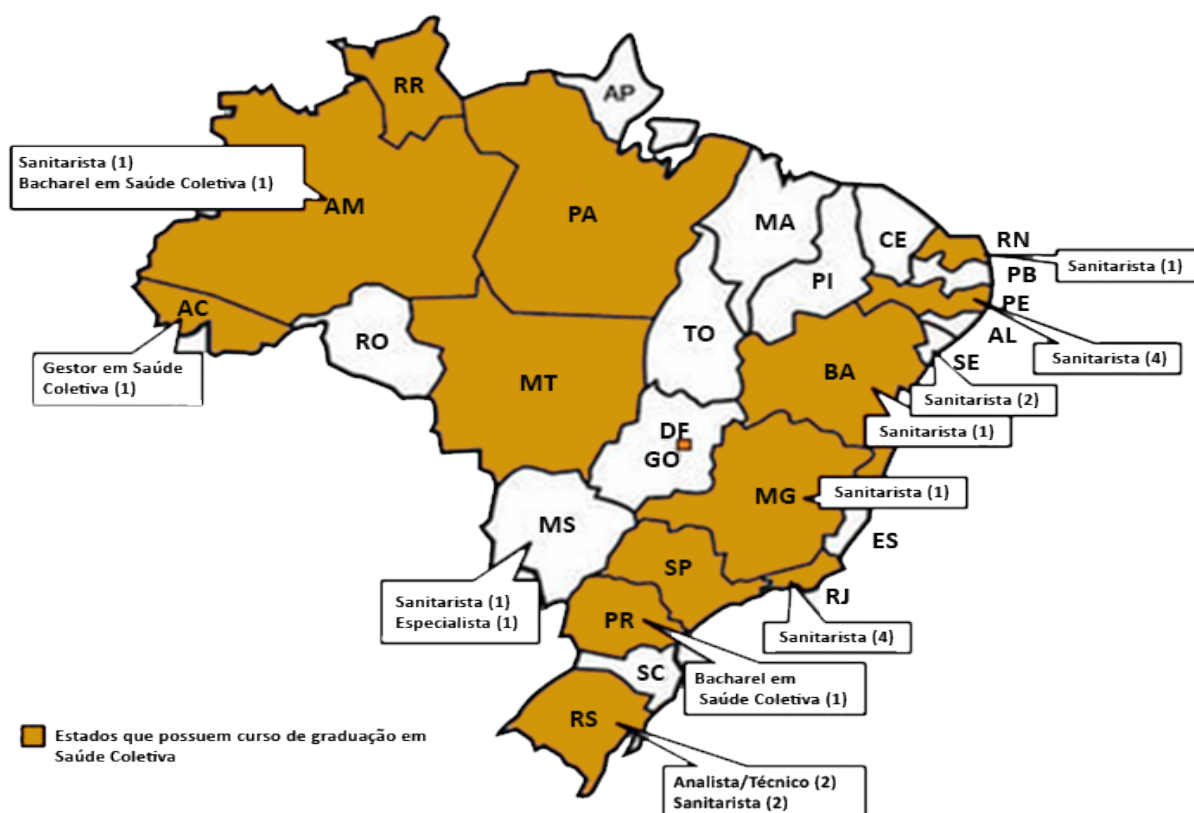 RR
AP
Sanitarista (1)
Bacharel em Saúde Coletiva (1)
AM
PA
MA
CE
RN
Sanitarista (1)
PB
PI
PE
AC
RO
TO
AL
Sanitarista (4)
SE
Gestor em Saúde
Coletiva (1)
MT
BA
Sanitarista (2)
Sanitarista (1)
DF
GO
MG
Sanitarista (1)
MS
ES
SP
RJ
Sanitarista (1)
Especialista (1)
PR
Sanitarista (4)
SC
Bacharel em
Saúde Coletiva (1)
RS
Estados que possuem curso de graduação em
Saúde Coletiva
Analista/Técnico (2)
Sanitarista (2)